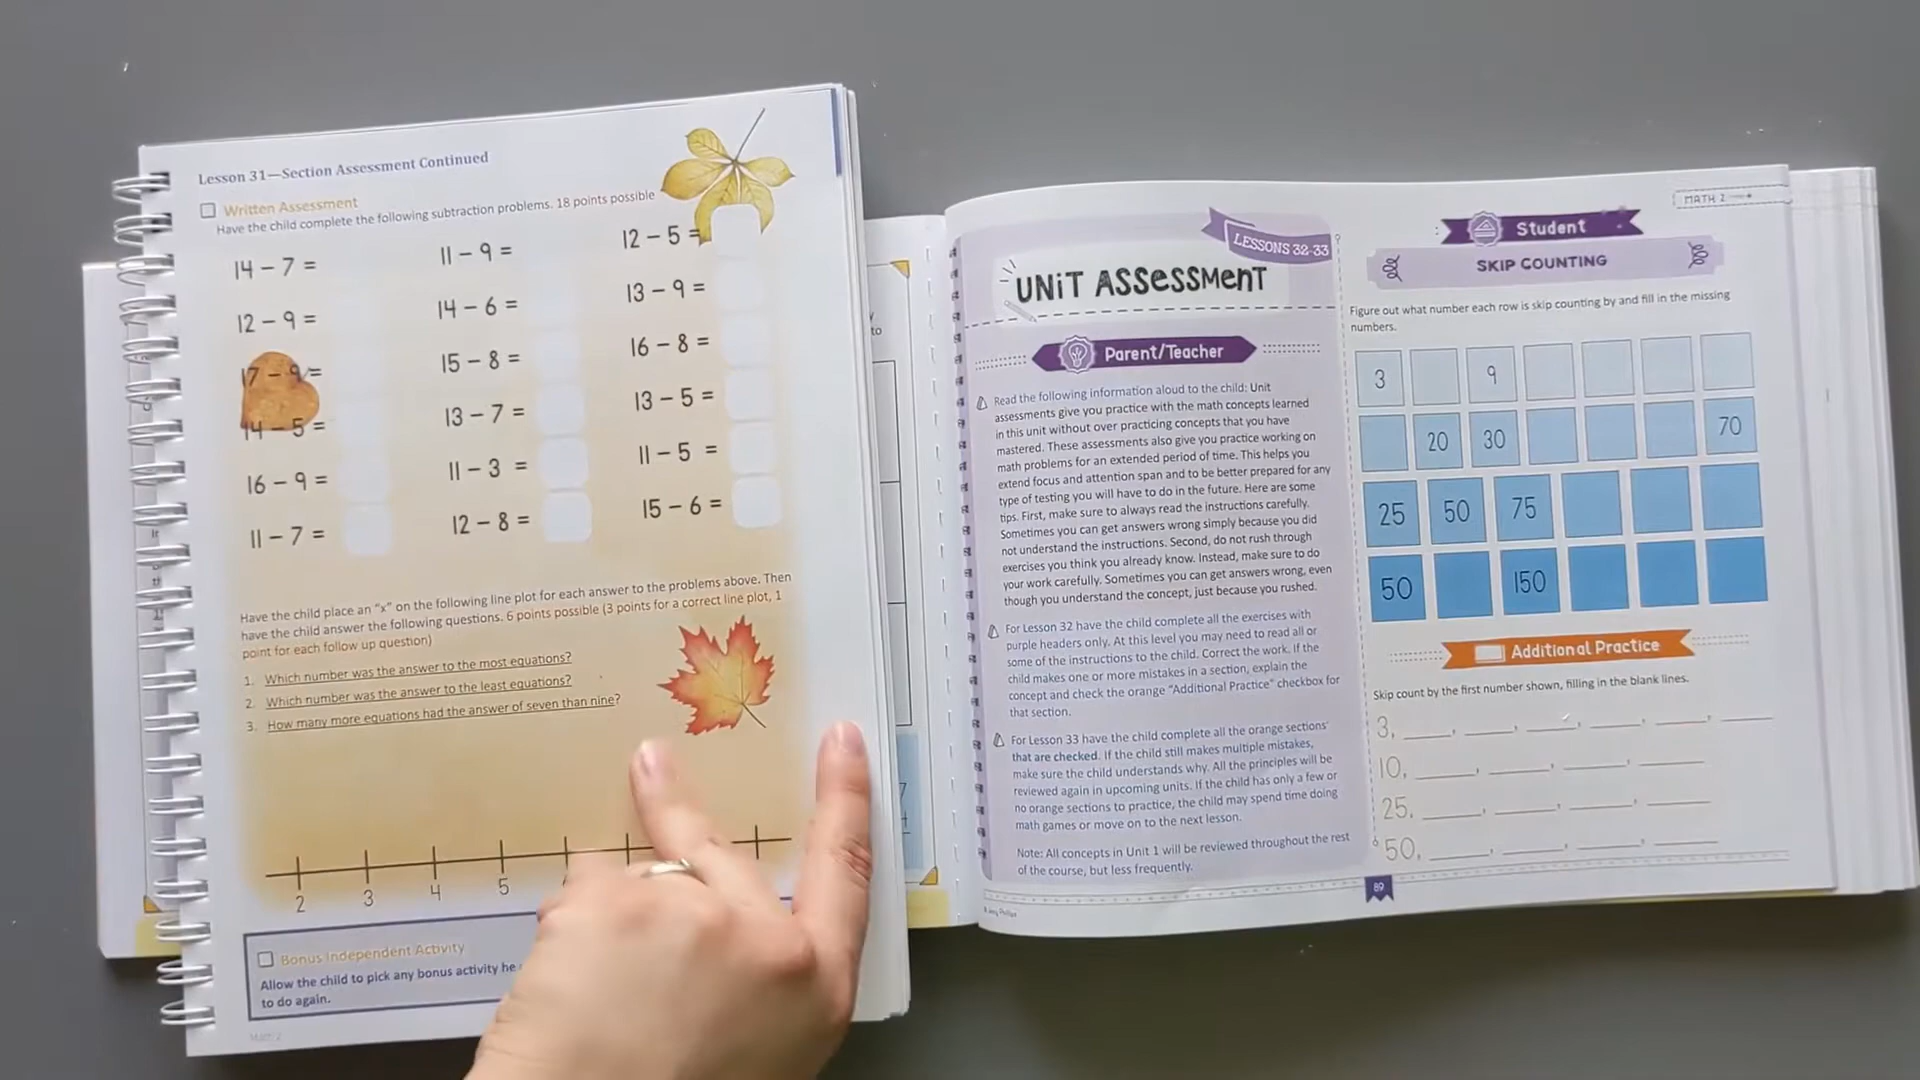 Lesson 31—Section Assessment Continued
Written Assessment
Have the child complete the following subtraction problems. 18 points possible
14 – 7 =
12 – 9 =
17 – 9 =
14 – 5 =
16 – 9 =
11 – 7 =
11 – 9 =
14 – 6 =
15 – 8 =
13 – 7 =
11 – 3 =
12 – 8 =
12 – 5 =
13 – 9 =
16 – 8 =
13 – 5 =
11 – 5 =
15 – 6 =
Have the child place an "x" on the following line plot for each answer to the problems above. Then
have the child answer the following questions. 6 points possible (3 points for a correct line plot, 1
point for each follow up question)
1. Which number was the answer to the most equations?
2. Which number was the answer to the least equations?
3. How many more equations had the answer of seven than nine?
2 3 4 5
Bonus Independent Activity
Allow the child to pick any bonus activity he
to do again.
Math 2
to
LESSONS 32-33
UNIT ASSESSMENT
Parent/Teacher
Read the following information aloud to the child: Unit
assessments give you practice with the math concepts learned
in this unit without over practicing concepts that you have
mastered. These assessments also give you practice working on
math problems for an extended period of time. This helps you
extend focus and attention span and to be better prepared for any
type of testing you will have to do in the future. Here are some
tips. First, make sure to always read the instructions carefully.
Sometimes you can get answers wrong simply because you did
not understand the instructions. Second, do not rush through
exercises you think you already know. Instead, make sure to do
your work carefully. Sometimes you can get answers wrong, even
though you understand the concept, just because you rushed.
For Lesson 32 have the child complete all the exercises with
purple headers only. At this level you may need to read all or
some of the instructions to the child. Correct the work. If the
child makes one or more mistakes in a section, explain the
concept and check the orange "Additional Practice" checkbox for
that section.
For Lesson 33 have the child complete all the orange sections
that are checked. If the child still makes multiple mistakes,
make sure the child understands why. All the principles will be
reviewed again in upcoming units. If the child has only a few or
no orange sections to practice, the child may spend time doing
math games or move on to the next lesson.
Note: All concepts in Unit 1 will be reviewed throughout the rest
of the course, but less frequently.
MATH 2
Student
SKIP COUNTING
Figure out what number each row is skip counting by and fill in the missing
numbers.
3 9
20 30 70
25 50 75
50 150
Additional Practice
Skip count by the first number shown, filling in the blank lines.
3, ____, ____, ____, ____, ____, ____
10, ____, ____, ____, ____
25, ____, ____, ____, ____
50, ____, ____, ____, ____
89